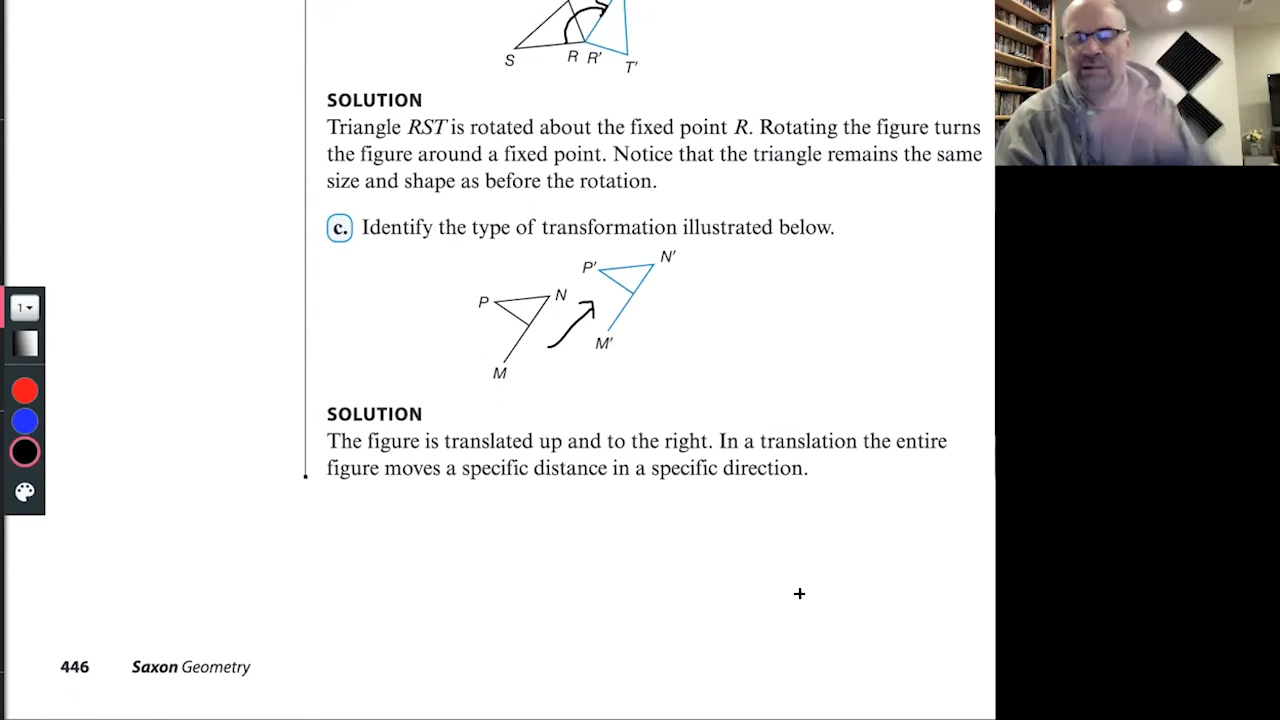 S
R R'
T'
SOLUTION
Triangle RST is rotated about the fixed point R. Rotating the figure turns
the figure around a fixed point. Notice that the triangle remains the same
size and shape as before the rotation.
c. Identify the type of transformation illustrated below.
P' N'
P N
M'
M
1
SOLUTION
The figure is translated up and to the right. In a translation the entire
figure moves a specific distance in a specific direction.
446 Saxon Geometry